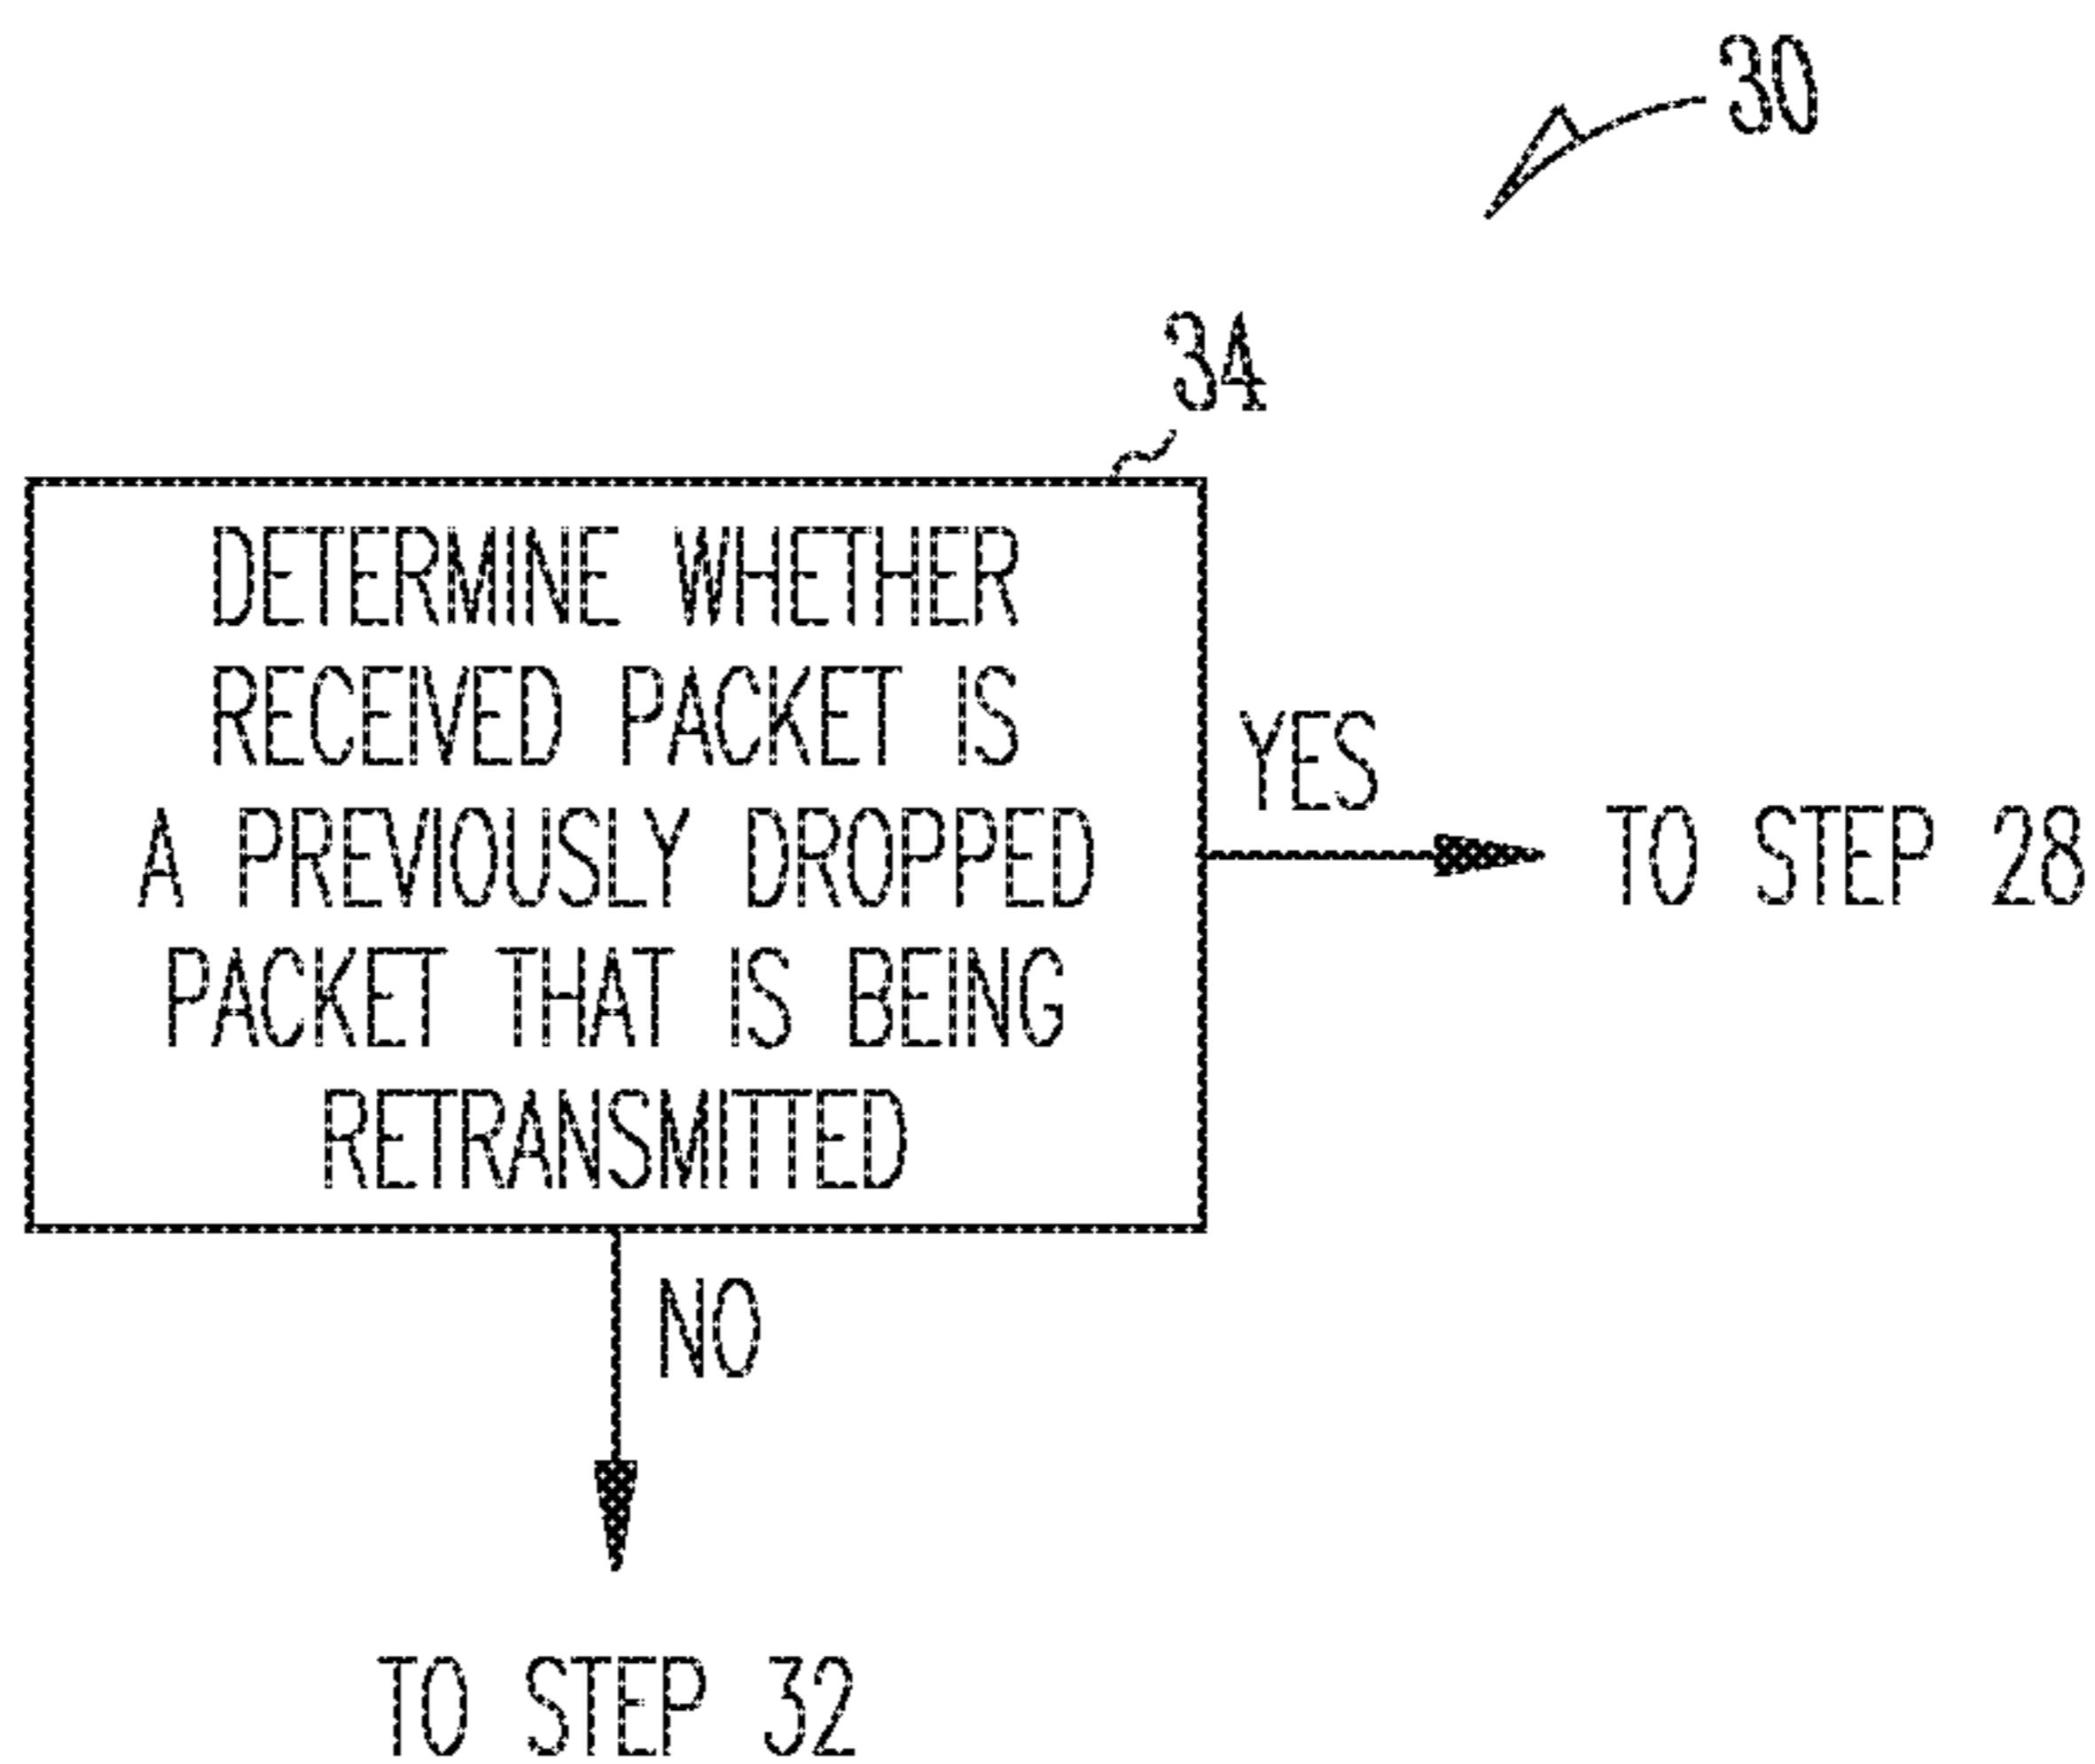 30
34
DETERMINE WHETHER
RECEIVED PACKET IS
A PREVIOUSLY DROPPED
PACKET THAT IS BEING
RETRANSMITTED
YES
TO STEP 28
NO
TO STEP 32